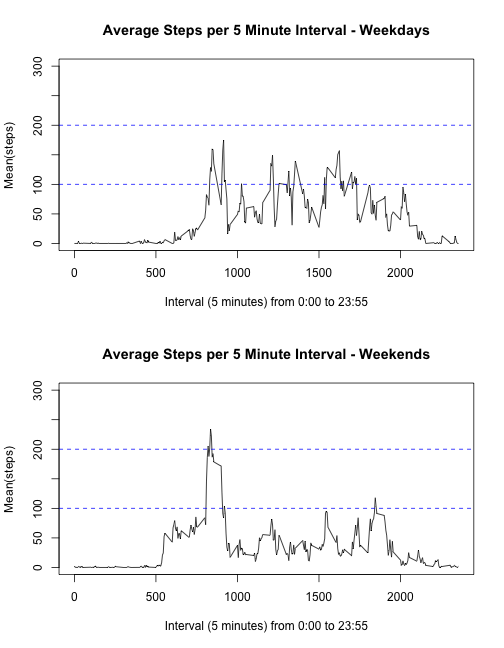 Average Steps per 5 Minute Interval - Weekdays
Mean(steps)
300
200
100
50
0
0 500 1000 1500 2000
Interval (5 minutes) from 0:00 to 23:55
Average Steps per 5 Minute Interval - Weekends
Mean(steps)
300
200
100
50
0
0 500 1000 1500 2000
Interval (5 minutes) from 0:00 to 23:55